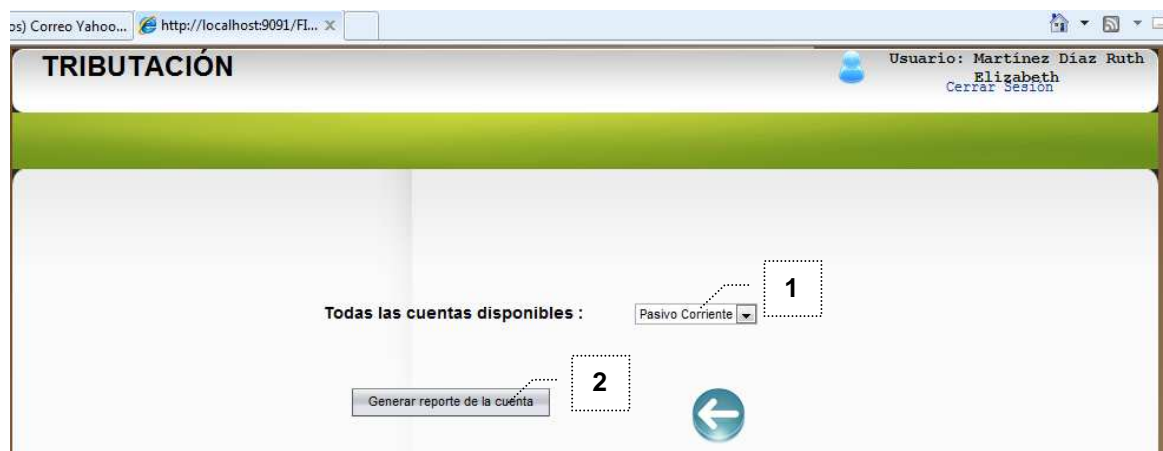 os) Correo Yahoo...
http://localhost:9091/FI...
TRIBUTACIÓN
Usuario: Martínez Díaz Ruth
Elizabeth
Cerrar Sesión
1
Todas las cuentas disponibles :
Pasivo Corriente
2
Generar reporte de la cuenta